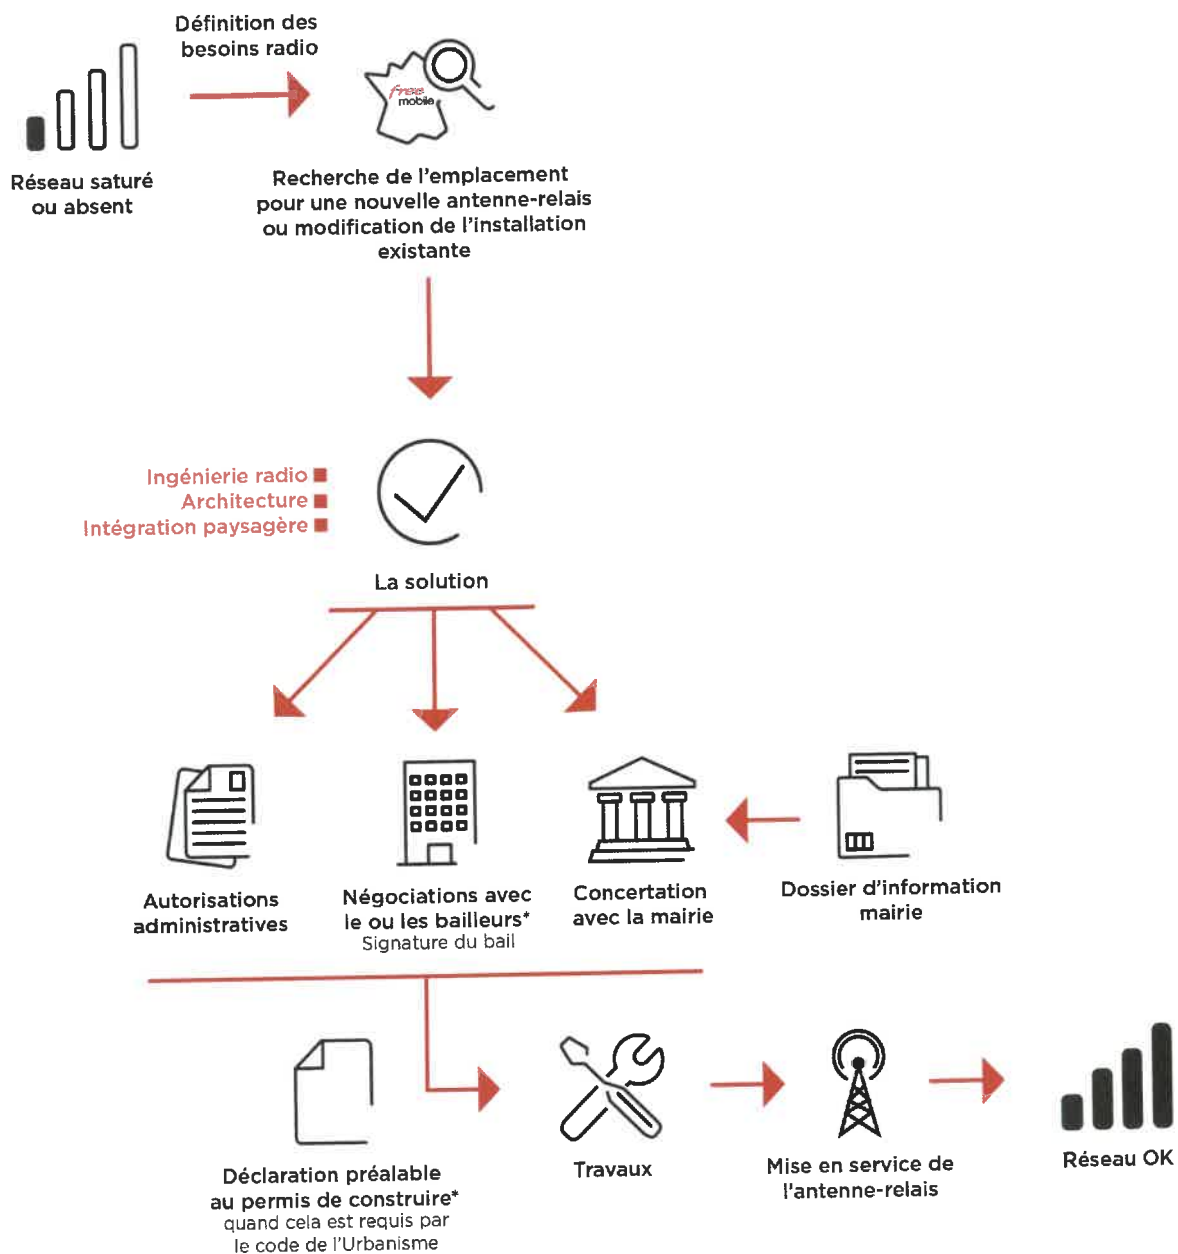 Définition des
besoins radio
free
mobile
Réseau saturé
ou absent
Recherche de l'emplacement
pour une nouvelle antenne-relais
ou modification de l'installation
existante
Ingénierie radio
Architecture
Intégration paysagère
La solution
Autorisations
administratives
Négociations avec
le ou les bailleurs*
Signature du bail
Concertation
avec la mairie
Dossier d'information
mairie
Déclaration préalable
au permis de construire*
quand cela est requis par
le code de l'Urbanisme
Travaux
Mise en service de
l'antenne-relais
Réseau OK